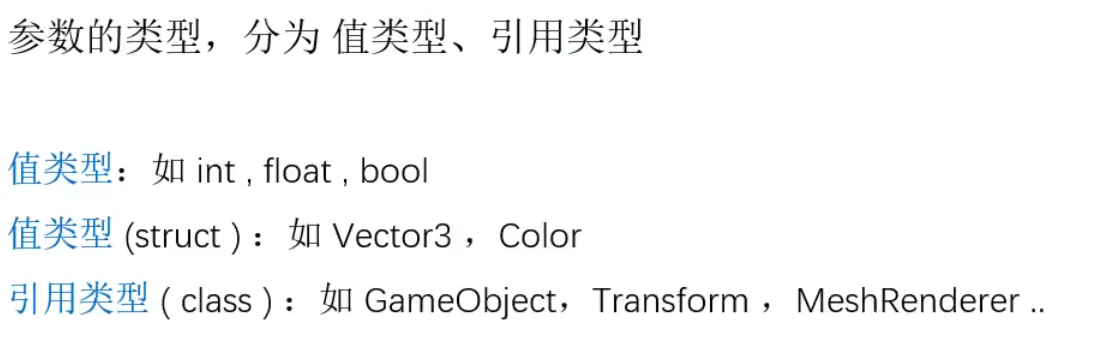 参数的类型，分为 值类型、引用类型
值类型：如 int , float , bool
值类型 (struct )：如 Vector3 ，Color
引用类型 ( class )：如 GameObject，Transform ，MeshRenderer ..